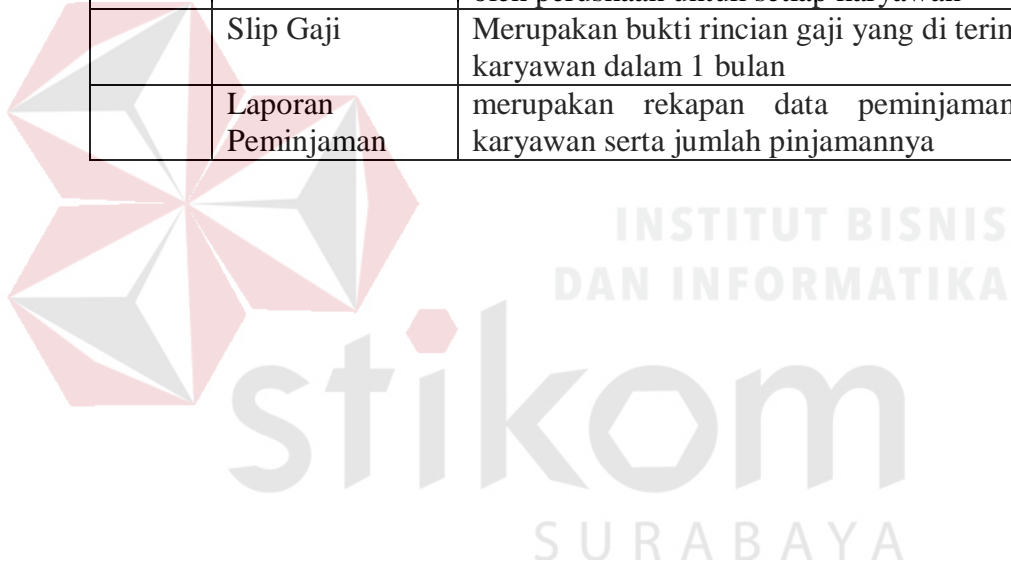 Slip Gaji Merupakan bukti rincian gaji yang di terin
karyawan dalam 1 bulan
Laporan merupakan rekapan data peminjaman
Peminjaman karyawan serta jumlah pinjamannya
INSTITUT BISNIS
DAN INFORMATIKA
stikom
SURABAYA